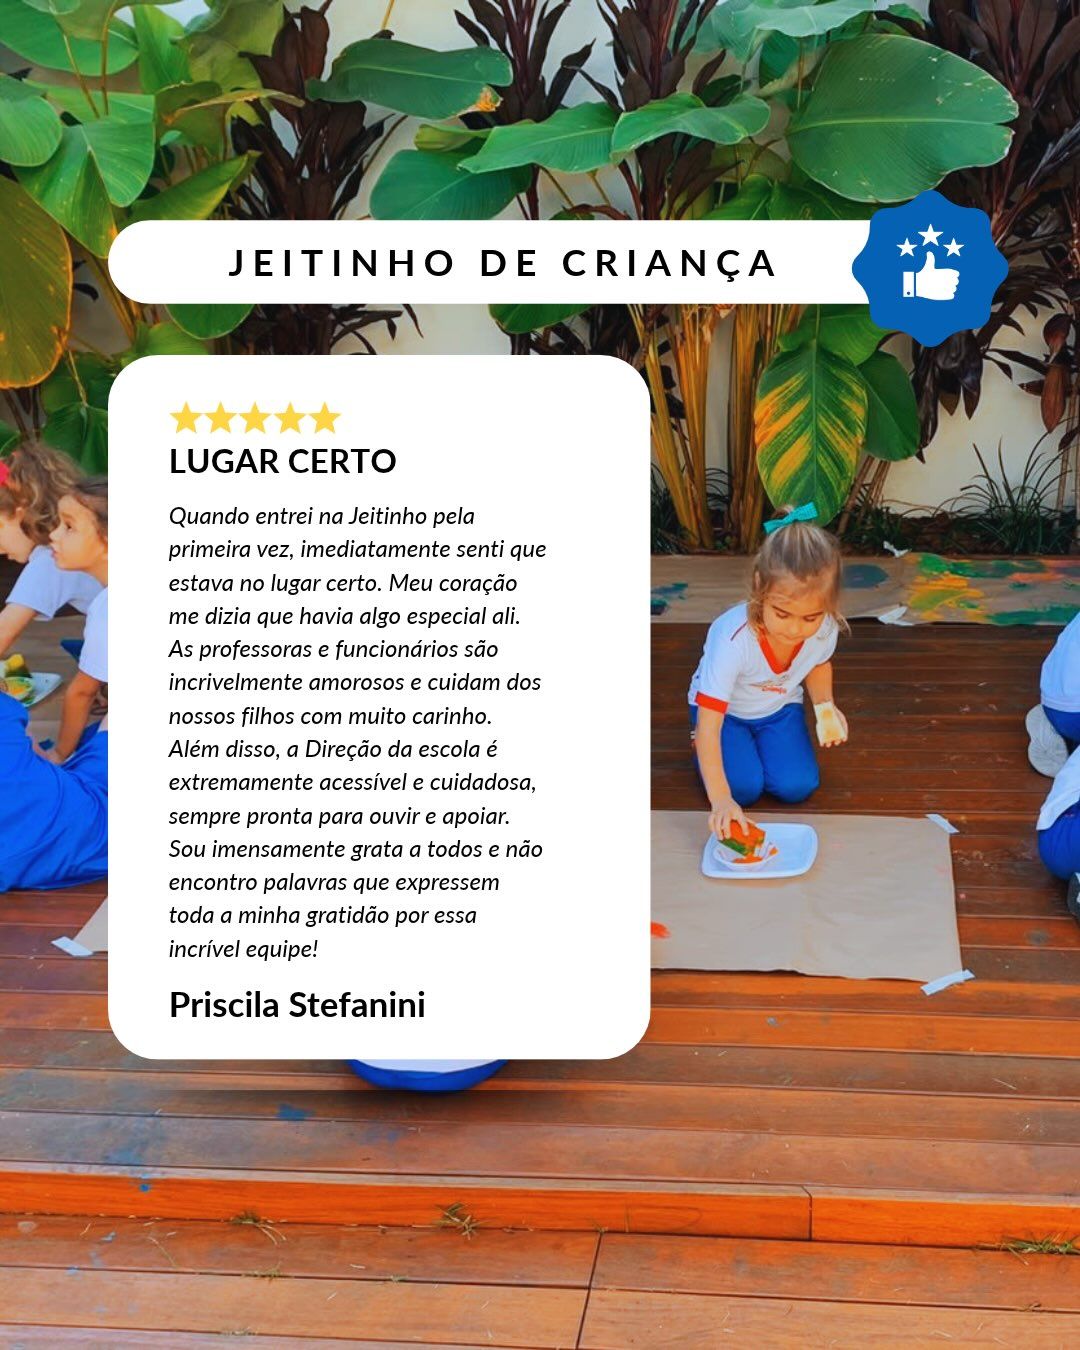 JEITINHO DE CRIANÇA
LUGAR CERTO
Quando entrei na Jeitinho pela
primeira vez, imediatamente senti que
estava no lugar certo. Meu coração
me dizia que havia algo especial ali.
As professoras e funcionários são
incrivelmente amorosos e cuidam dos
nossos filhos com muito carinho.
Além disso, a Direção da escola é
extremamente acessível e cuidadosa,
sempre pronta para ouvir e apoiar.
Sou imensamente grata a todos e não
encontro palavras que expressem
toda a minha gratidão por essa
incrível equipe!
Priscila Stefanini